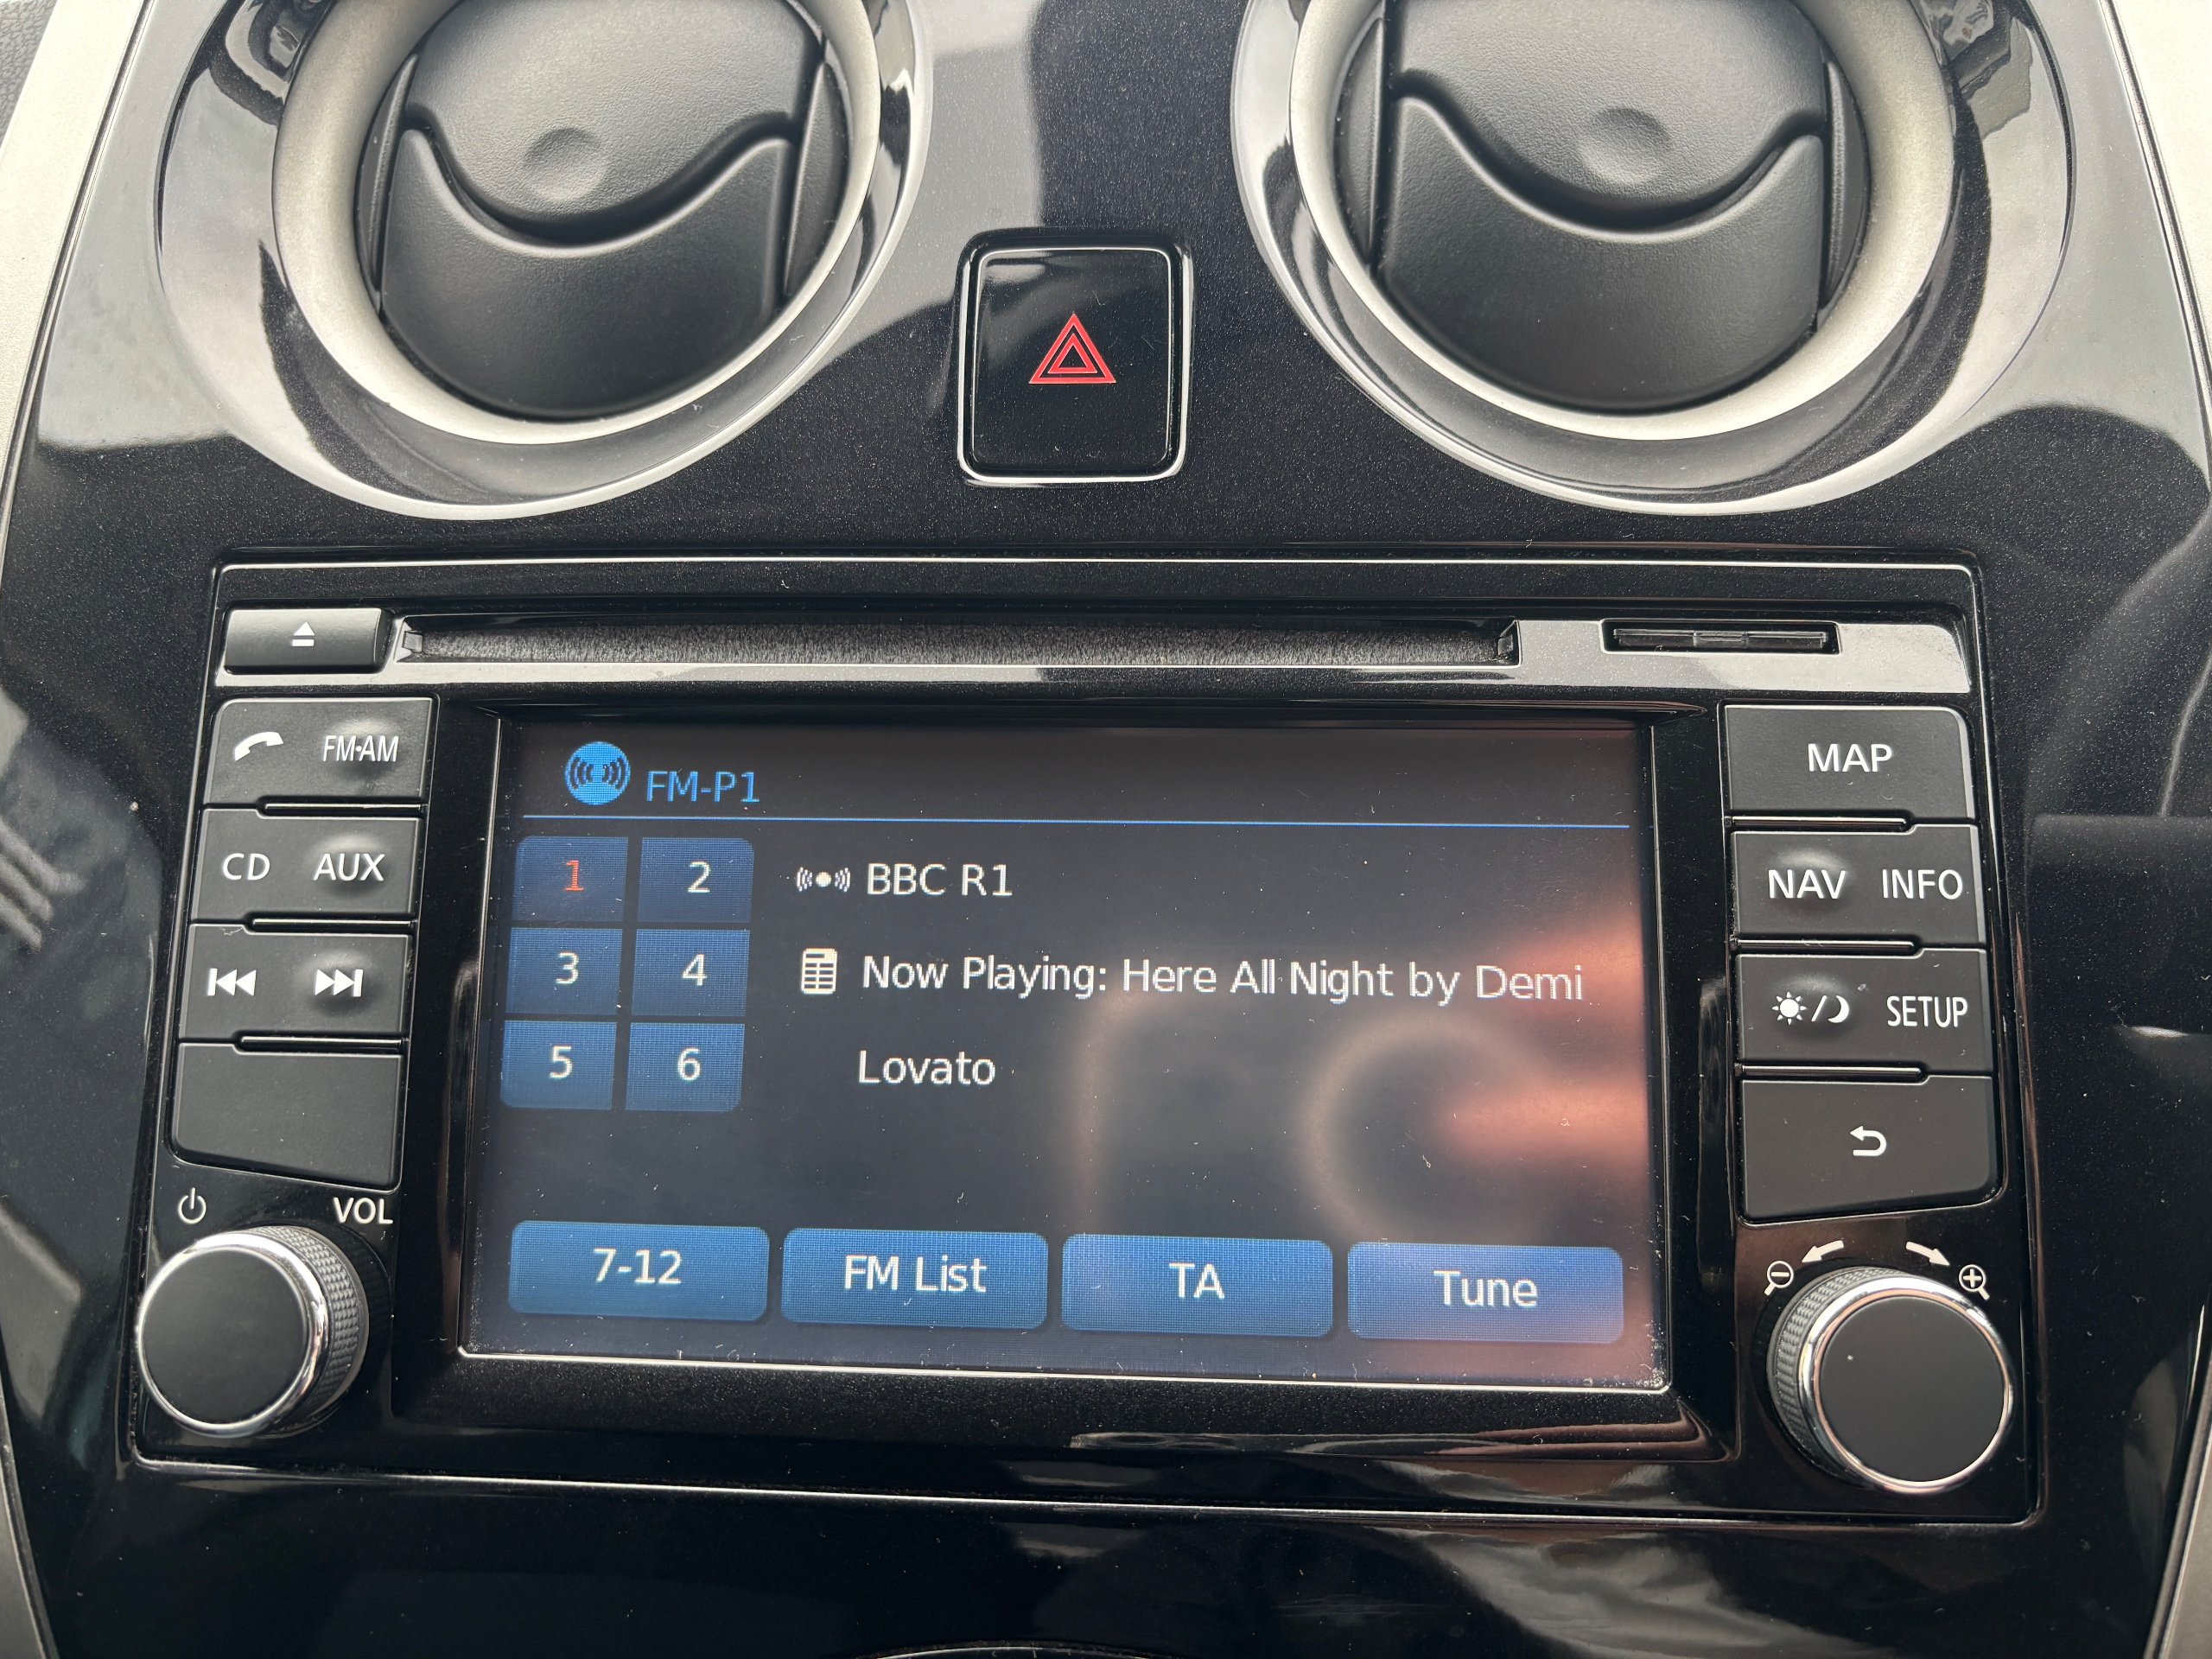 FM•AM
CD AUX
VOL
FM-P1
1 2
BBC R1
3 4
Now Playing: Here All Night by Demi
5 6
Lovato
7-12
FM List
TA
Tune
MAP
NAV INFO
SETUP